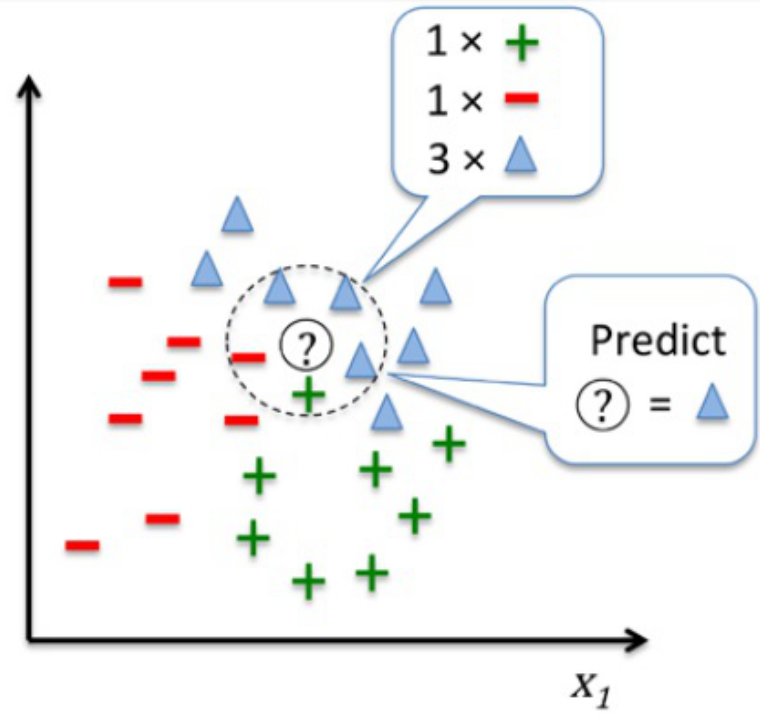 1 × +
1 × −
3 ×
?
Predict
? =
x₁